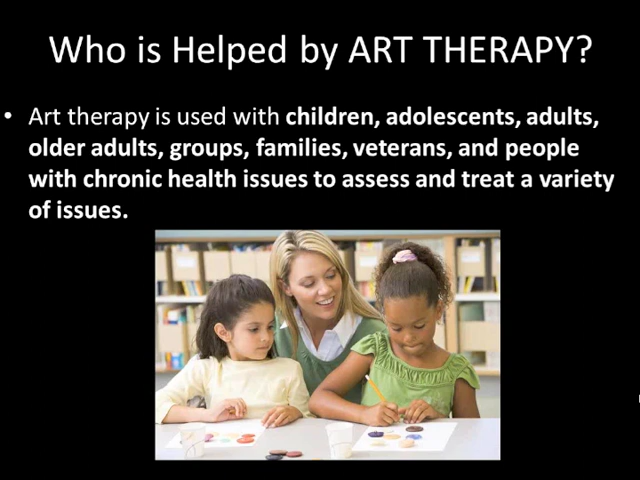 Who is Helped by ART THERAPY?
• Art therapy is used with children, adolescents, adults,
older adults, groups, families, veterans, and people
with chronic health issues to assess and treat a variety
of issues.